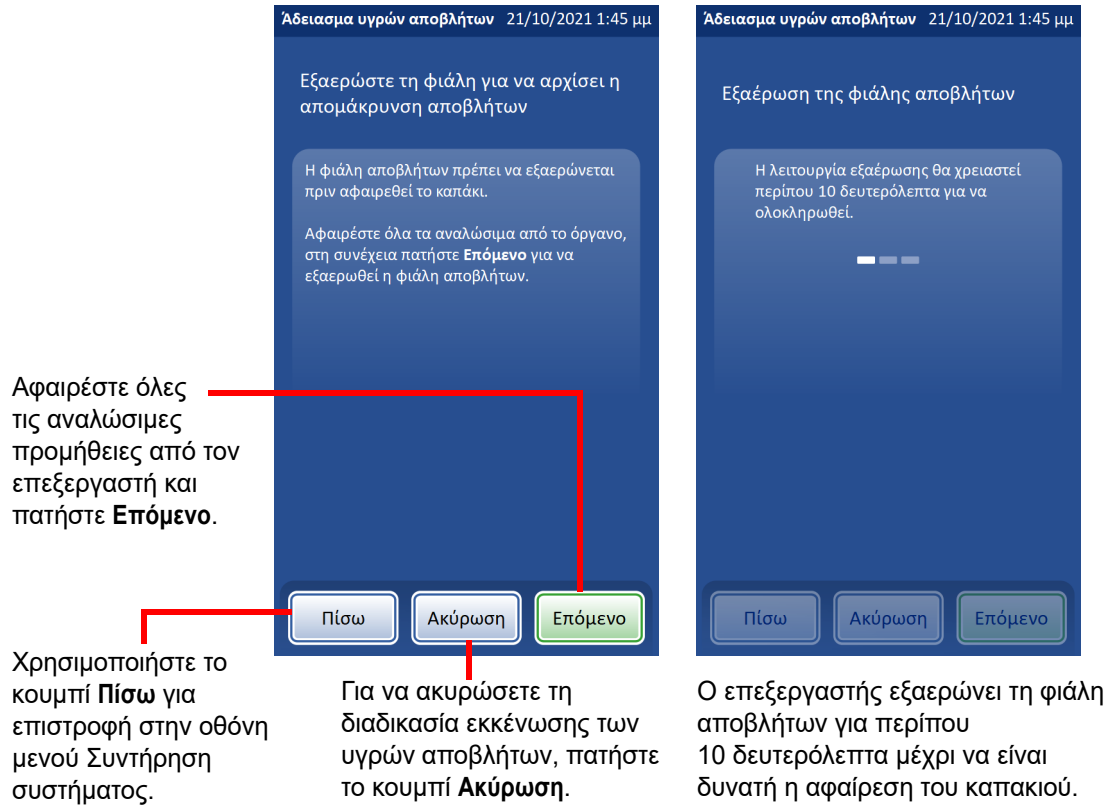 Άδειασμα υγρών αποβλήτων 21/10/2021 1:45 μμ
Εξαερώστε τη φιάλη για να αρχίσει η
απομάκρυνση αποβλήτων
Η φιάλη αποβλήτων πρέπει να εξαερώνεται
πριν αφαιρεθεί το καπάκι.
Αφαιρέστε όλα τα αναλώσιμα από το όργανο,
στη συνέχεια πατήστε Επόμενο για να
εξαερωθεί η φιάλη αποβλήτων.
Πίσω
Ακύρωση
Επόμενο
Άδειασμα υγρών αποβλήτων 21/10/2021 1:45 μμ
Εξαέρωση της φιάλης αποβλήτων
Η λειτουργία εξαέρωσης θα χρειαστεί
περίπου 10 δευτερόλεπτα για να
ολοκληρωθεί.
Πίσω
Ακύρωση
Επόμενο
Αφαιρέστε όλες
τις αναλώσιμες
προμήθειες από τον
επεξεργαστή και
πατήστε Επόμενο.
Χρησιμοποιήστε το
κουμπί Πίσω για
επιστροφή στην οθόνη
μενού Συντήρηση
συστήματος.
Για να ακυρώσετε τη
διαδικασία εκκένωσης των
υγρών αποβλήτων, πατήστε
το κουμπί Ακύρωση.
Ο επεξεργαστής εξαερώνει τη φιάλη
αποβλήτων για περίπου
10 δευτερόλεπτα μέχρι να είναι
δυνατή η αφαίρεση του καπακιού.